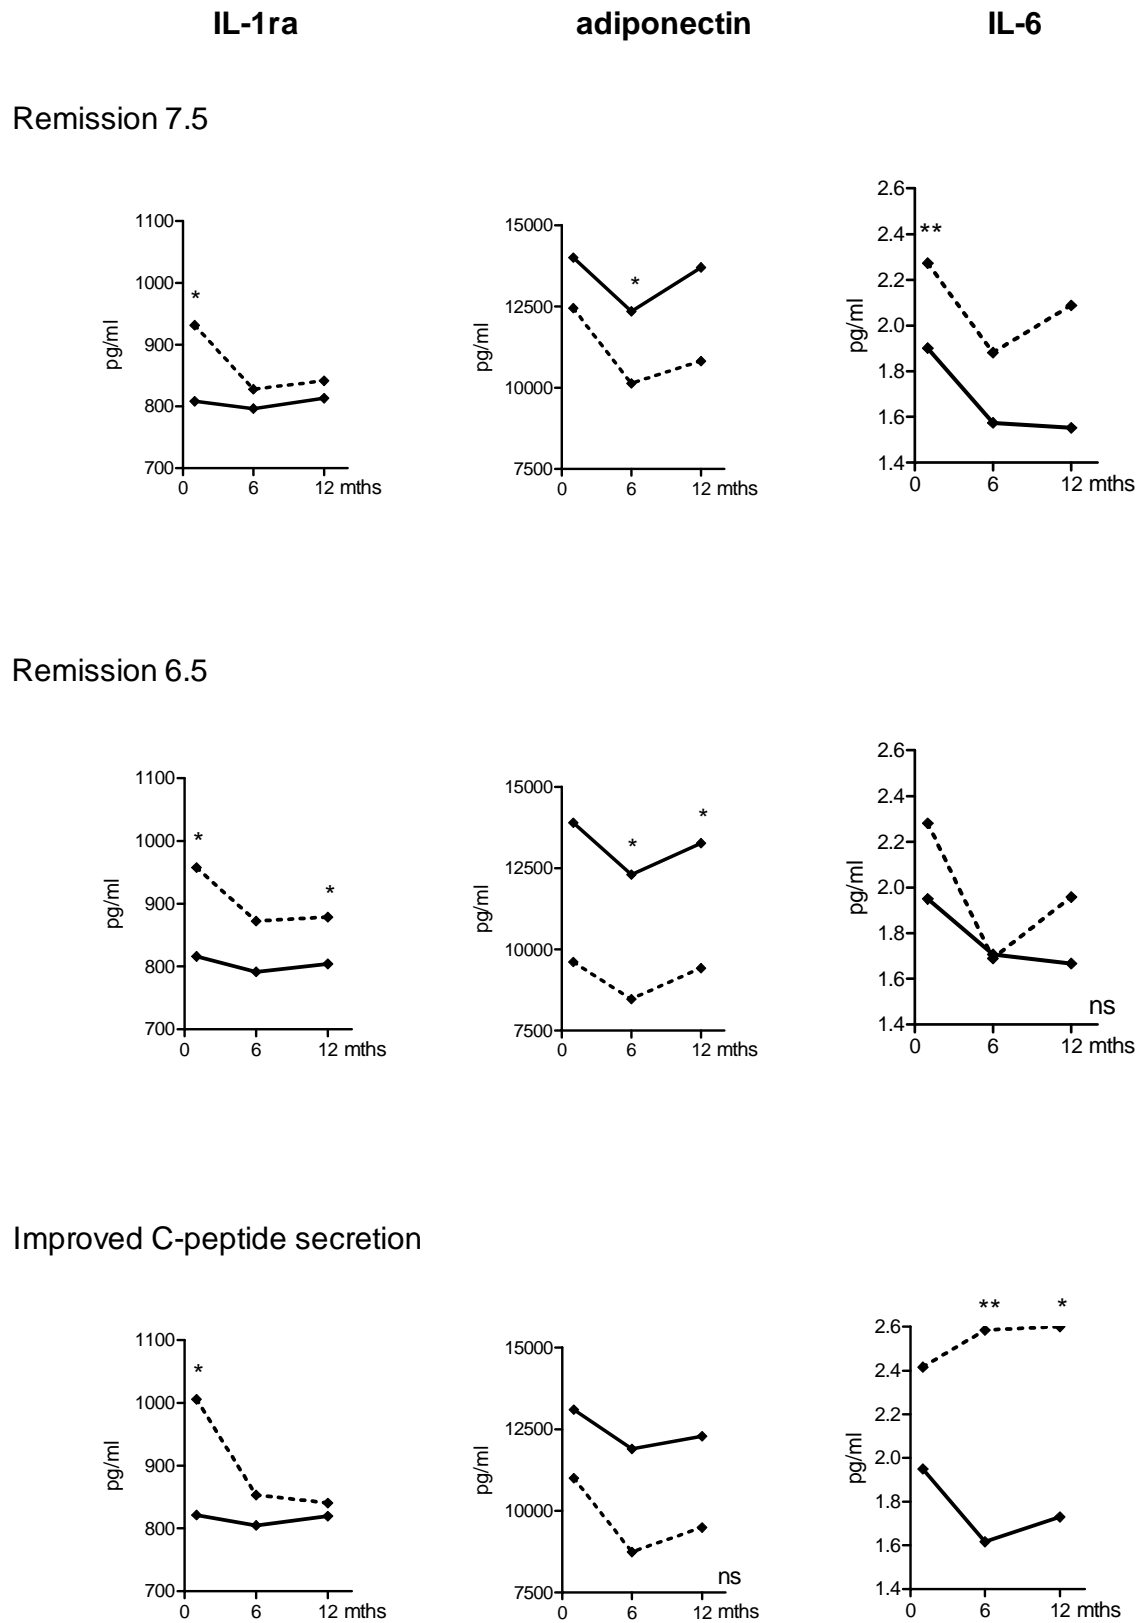 IL-1ra adiponectin IL-6
Remission 7.5
1100
1000
900
800
700
pg/ml
*
0 6 12 mths
15000
12500
10000
7500
pg/ml
*
0 6 12 mths
2.6
2.4
2.2
2.0
1.8
1.6
1.4
pg/ml
**
0 6 12 mths
Remission 6.5
1100
1000
900
800
700
pg/ml
* *
0 6 12 mths
15000
12500
10000
7500
pg/ml
* *
0 6 12 mths
2.6
2.4
2.2
2.0
1.8
1.6
1.4
pg/ml
ns
0 6 12 mths
Improved C-peptide secretion
1100
1000
900
800
700
pg/ml
*
0 6 12 mths
15000
12500
10000
7500
pg/ml
ns
0 6 12 mths
** *
2.6
2.4
2.2
2.0
1.8
1.6
1.4
pg/ml
0 6 12 mths